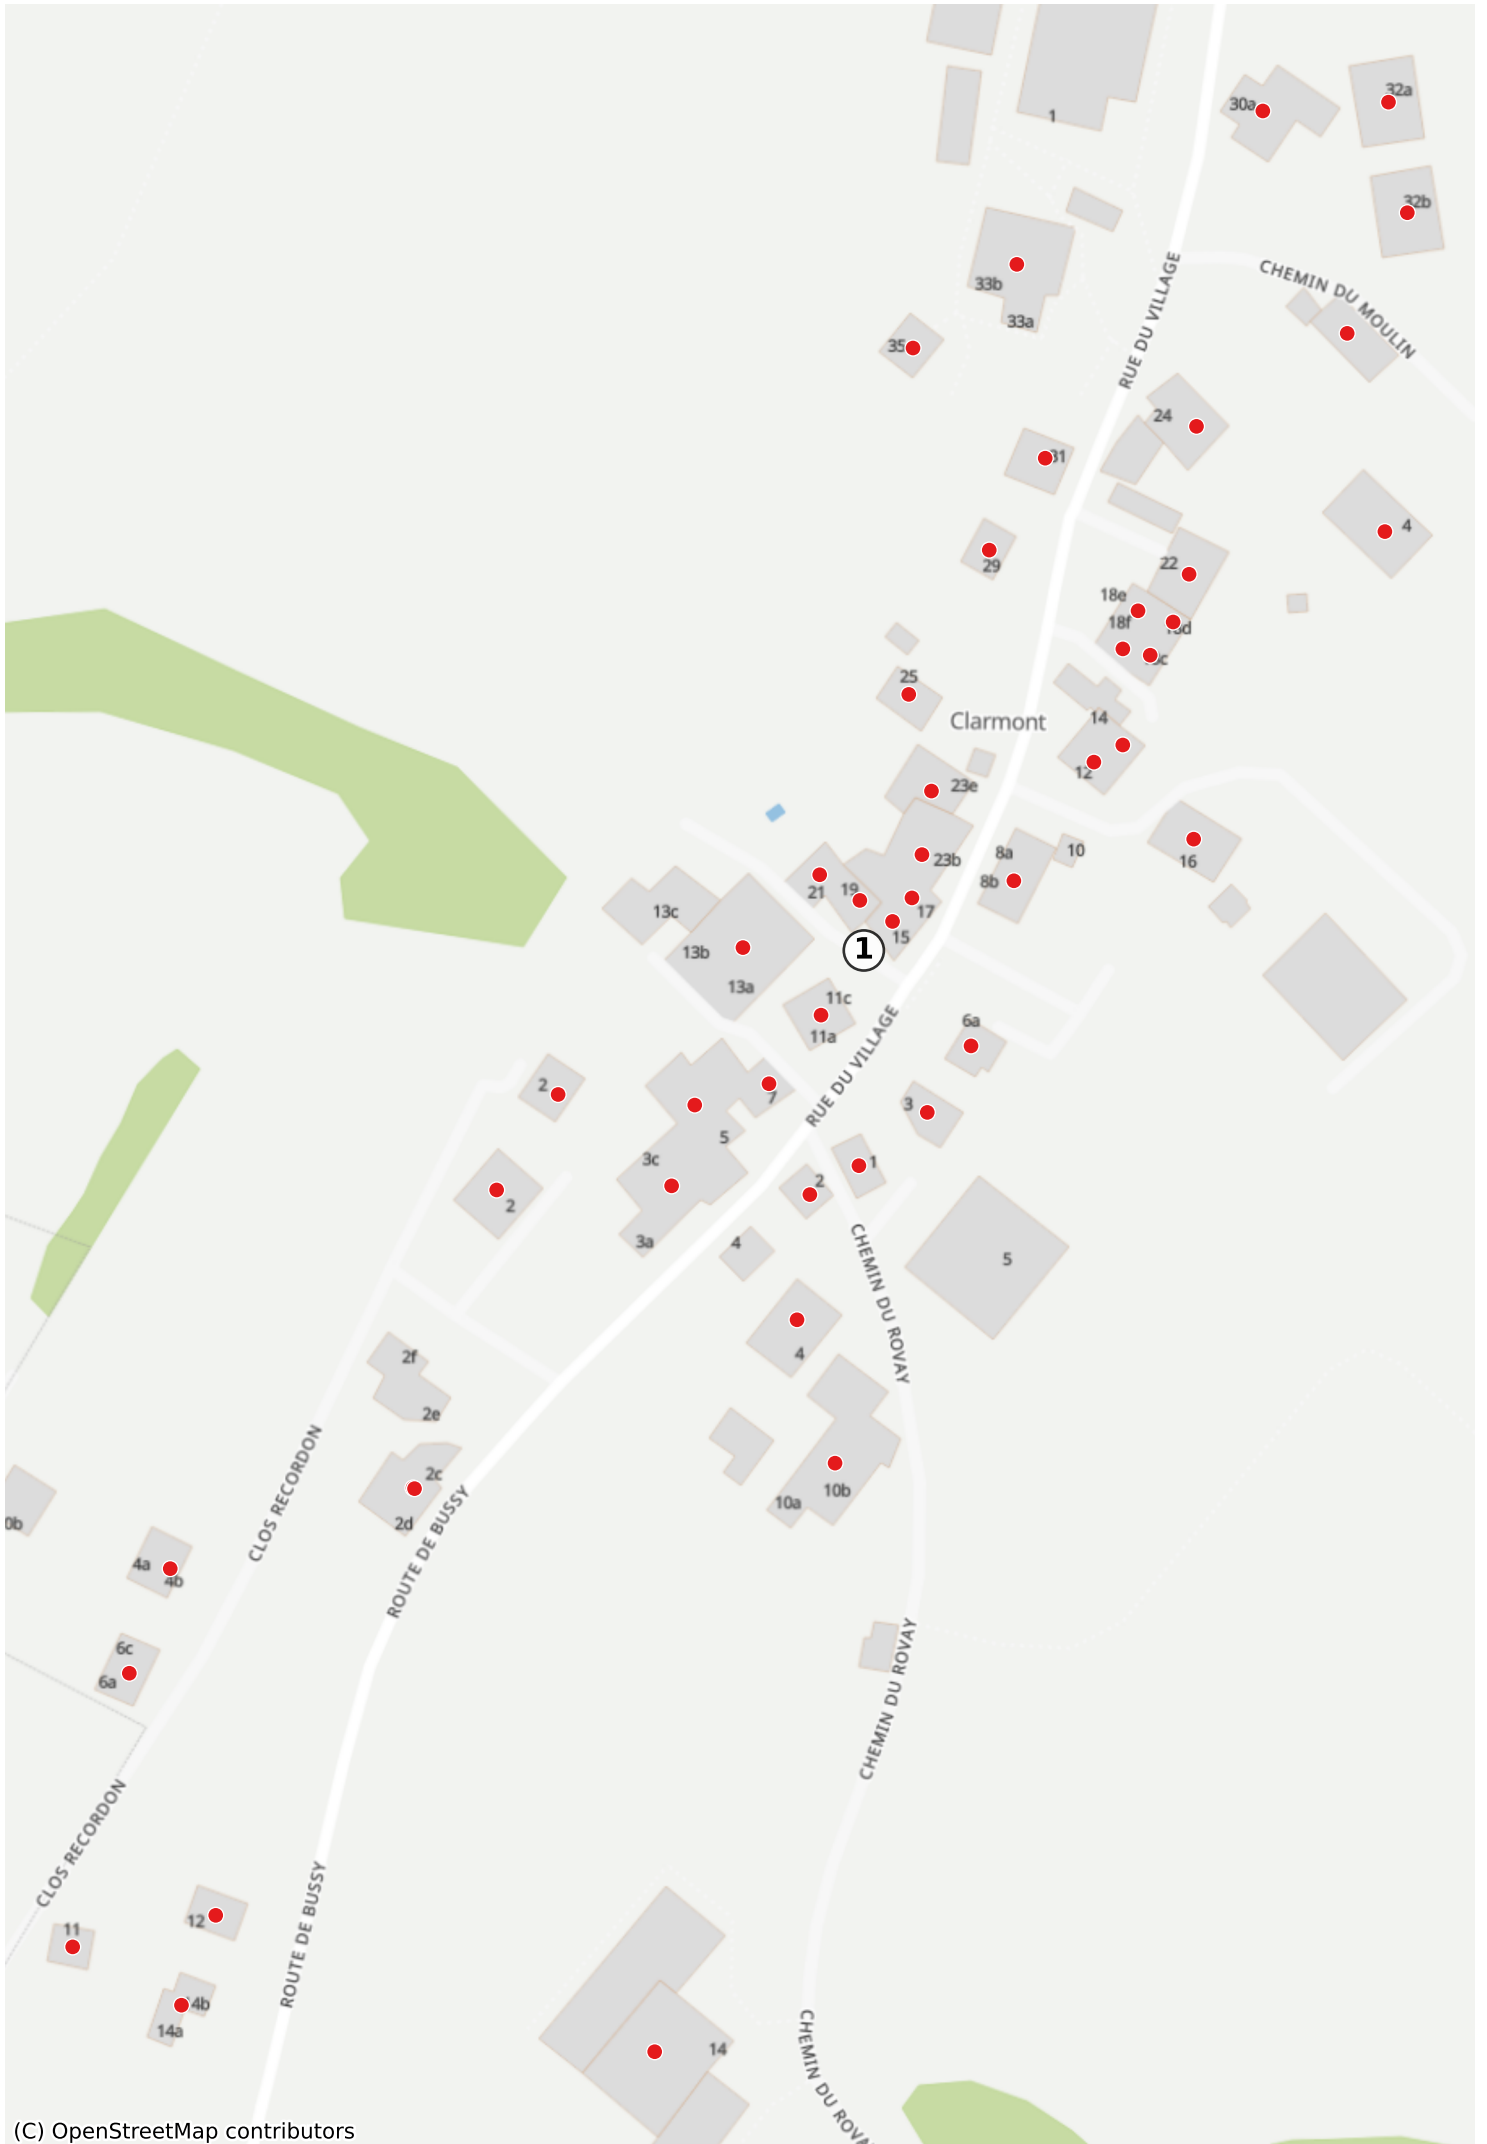 1
30a
32a
32b
33b
33a
CHEMIN DU MOULIN
RUE DU VILLAGE
35
24
31
4
29
22
18e
18f
25
Clarmont
14
12
23e
8a
10
16
23b
8b
21
19
17
13c
15
1
13b
13a
11c
11a
6a
RUE DU VILLAGE
2
7
3
5
3c
1
2
2
3a
4
5
CHEMIN DU ROVAY
4
2f
2e
2c
10b
10a
2d
CLOS RECORDON
ROUTE DE BUSSY
0b
4a
4b
6c
6a
CHEMIN DU ROVAY
CLOS RECORDON
ROUTE DE BUSSY
12
11
14b
14a
14
CHEMIN DU ROVAY
(C) OpenStreetMap contributors